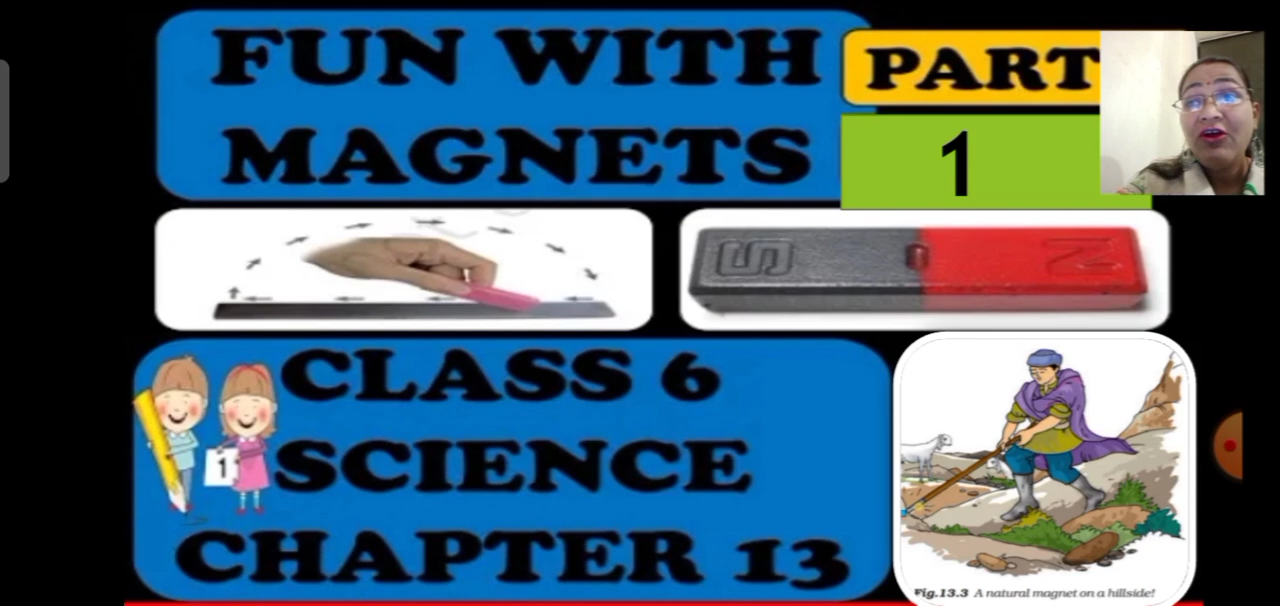 FUN WITH
MAGNETS
PART
1
S
N
CLASS 6
SCIENCE
CHAPTER 13
1
Fig.13.3 A natural magnet on a hillside!